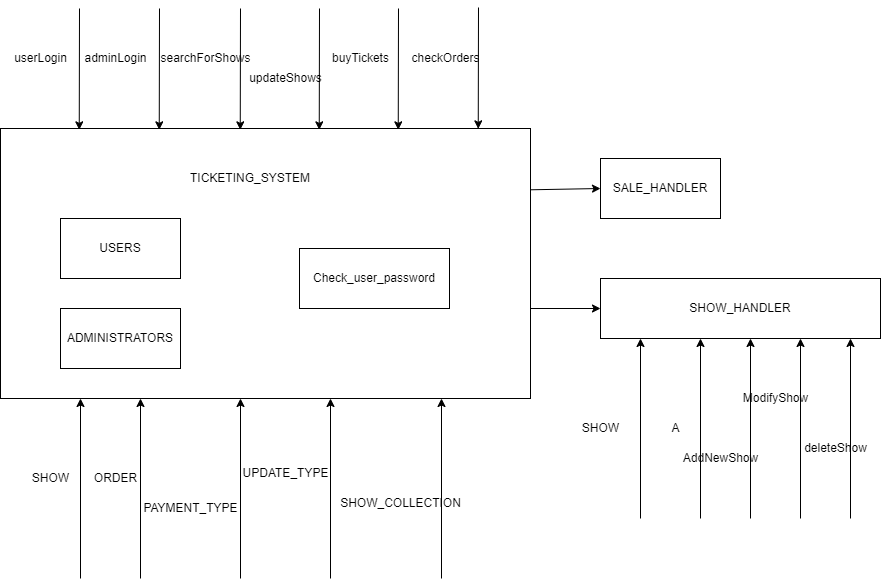 userLogin
adminLogin
searchForShows
updateShows
buyTickets
checkOrders
TICKETING_SYSTEM
USERS
Check_user_password
ADMINISTRATORS
SALE_HANDLER
SHOW_HANDLER
SHOW
ORDER
PAYMENT_TYPE
UPDATE_TYPE
SHOW_COLLECTION
SHOW
A
AddNewShow
ModifyShow
deleteShow